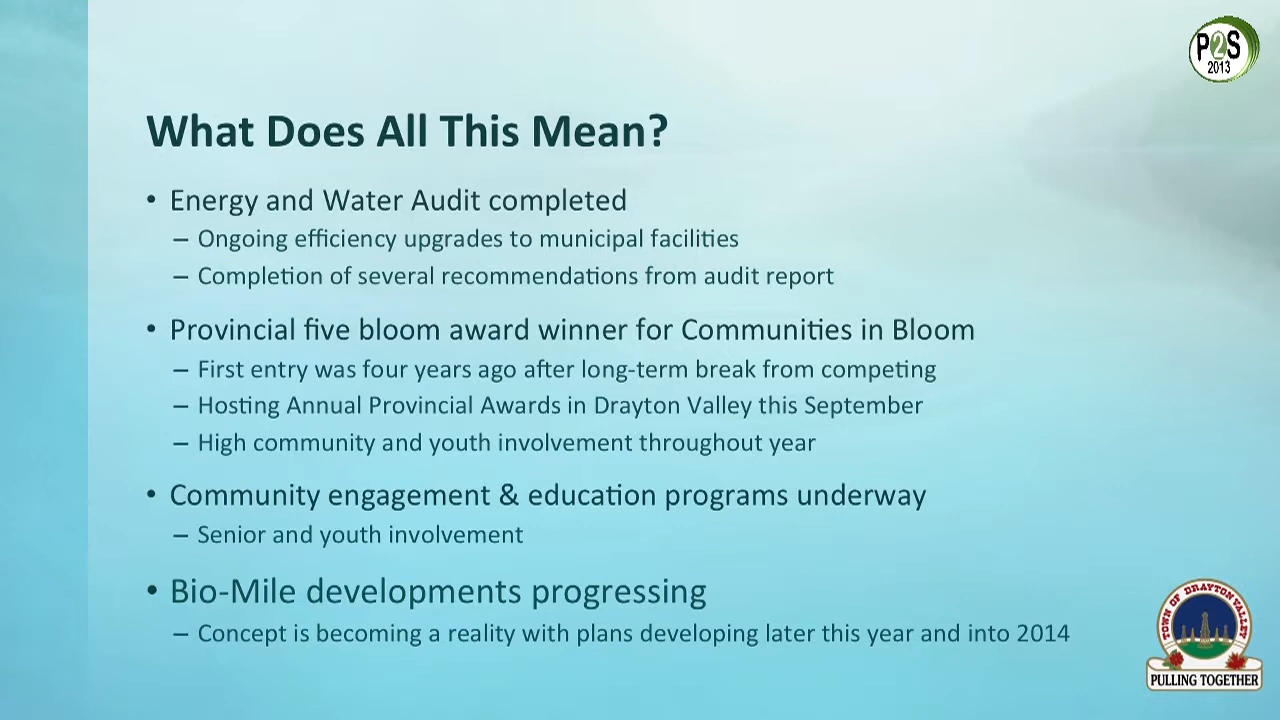 P2S
2013
What Does All This Mean?
• Energy and Water Audit completed
– Ongoing efficiency upgrades to municipal facilities
– Completion of several recommendations from audit report
• Provincial five bloom award winner for Communities in Bloom
– First entry was four years ago after long-term break from competing
– Hosting Annual Provincial Awards in Drayton Valley this September
– High community and youth involvement throughout year
• Community engagement & education programs underway
– Senior and youth involvement
• Bio-Mile developments progressing
– Concept is becoming a reality with plans developing later this year and into 2014
TOWN OF DRAYTON VALLEY
PULLING TOGETHER